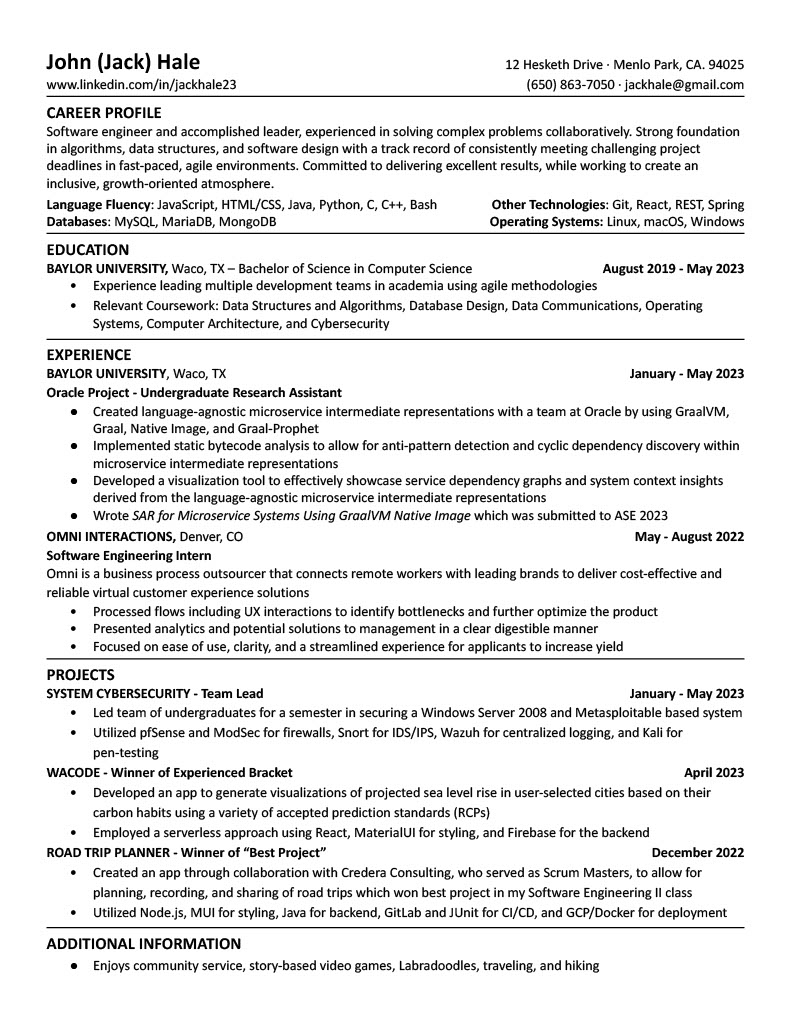 John (Jack) Hale
12 Hesketh Drive · Menlo Park, CA. 94025
www.linkedin.com/in/jackhale23
(650) 863-7050 · jackhale@gmail.com
CAREER PROFILE
Software engineer and accomplished leader, experienced in solving complex problems collaboratively. Strong foundation
in algorithms, data structures, and software design with a track record of consistently meeting challenging project
deadlines in fast-paced, agile environments. Committed to delivering excellent results, while working to create an
inclusive, growth-oriented atmosphere.
Language Fluency: JavaScript, HTML/CSS, Java, Python, C, C++, Bash
Other Technologies: Git, React, REST, Spring
Databases: MySQL, MariaDB, MongoDB
Operating Systems: Linux, macOS, Windows
EDUCATION
BAYLOR UNIVERSITY, Waco, TX – Bachelor of Science in Computer Science
August 2019 - May 2023
• Experience leading multiple development teams in academia using agile methodologies
• Relevant Coursework: Data Structures and Algorithms, Database Design, Data Communications, Operating
Systems, Computer Architecture, and Cybersecurity
EXPERIENCE
BAYLOR UNIVERSITY, Waco, TX
January - May 2023
Oracle Project - Undergraduate Research Assistant
● Created language-agnostic microservice intermediate representations with a team at Oracle by using GraalVM,
Graal, Native Image, and Graal-Prophet
● Implemented static bytecode analysis to allow for anti-pattern detection and cyclic dependency discovery within
microservice intermediate representations
● Developed a visualization tool to effectively showcase service dependency graphs and system context insights
derived from the language-agnostic microservice intermediate representations
● Wrote SAR for Microservice Systems Using GraalVM Native Image which was submitted to ASE 2023
OMNI INTERACTIONS, Denver, CO
May - August 2022
Software Engineering Intern
Omni is a business process outsourcer that connects remote workers with leading brands to deliver cost-effective and
reliable virtual customer experience solutions
• Processed flows including UX interactions to identify bottlenecks and further optimize the product
• Presented analytics and potential solutions to management in a clear digestible manner
• Focused on ease of use, clarity, and a streamlined experience for applicants to increase yield
PROJECTS
SYSTEM CYBERSECURITY - Team Lead
January - May 2023
• Led team of undergraduates for a semester in securing a Windows Server 2008 and Metasploitable based system
• Utilized pfSense and ModSec for firewalls, Snort for IDS/IPS, Wazuh for centralized logging, and Kali for
pen-testing
WACODE - Winner of Experienced Bracket
April 2023
• Developed an app to generate visualizations of projected sea level rise in user-selected cities based on their
carbon habits using a variety of accepted prediction standards (RCPs)
• Employed a serverless approach using React, MaterialUI for styling, and Firebase for the backend
ROAD TRIP PLANNER - Winner of “Best Project”
December 2022
• Created an app through collaboration with Credera Consulting, who served as Scrum Masters, to allow for
planning, recording, and sharing of road trips which won best project in my Software Engineering II class
• Utilized Node.js, MUI for styling, Java for backend, GitLab and JUnit for CI/CD, and GCP/Docker for deployment
ADDITIONAL INFORMATION
● Enjoys community service, story-based video games, Labradoodles, traveling, and hiking